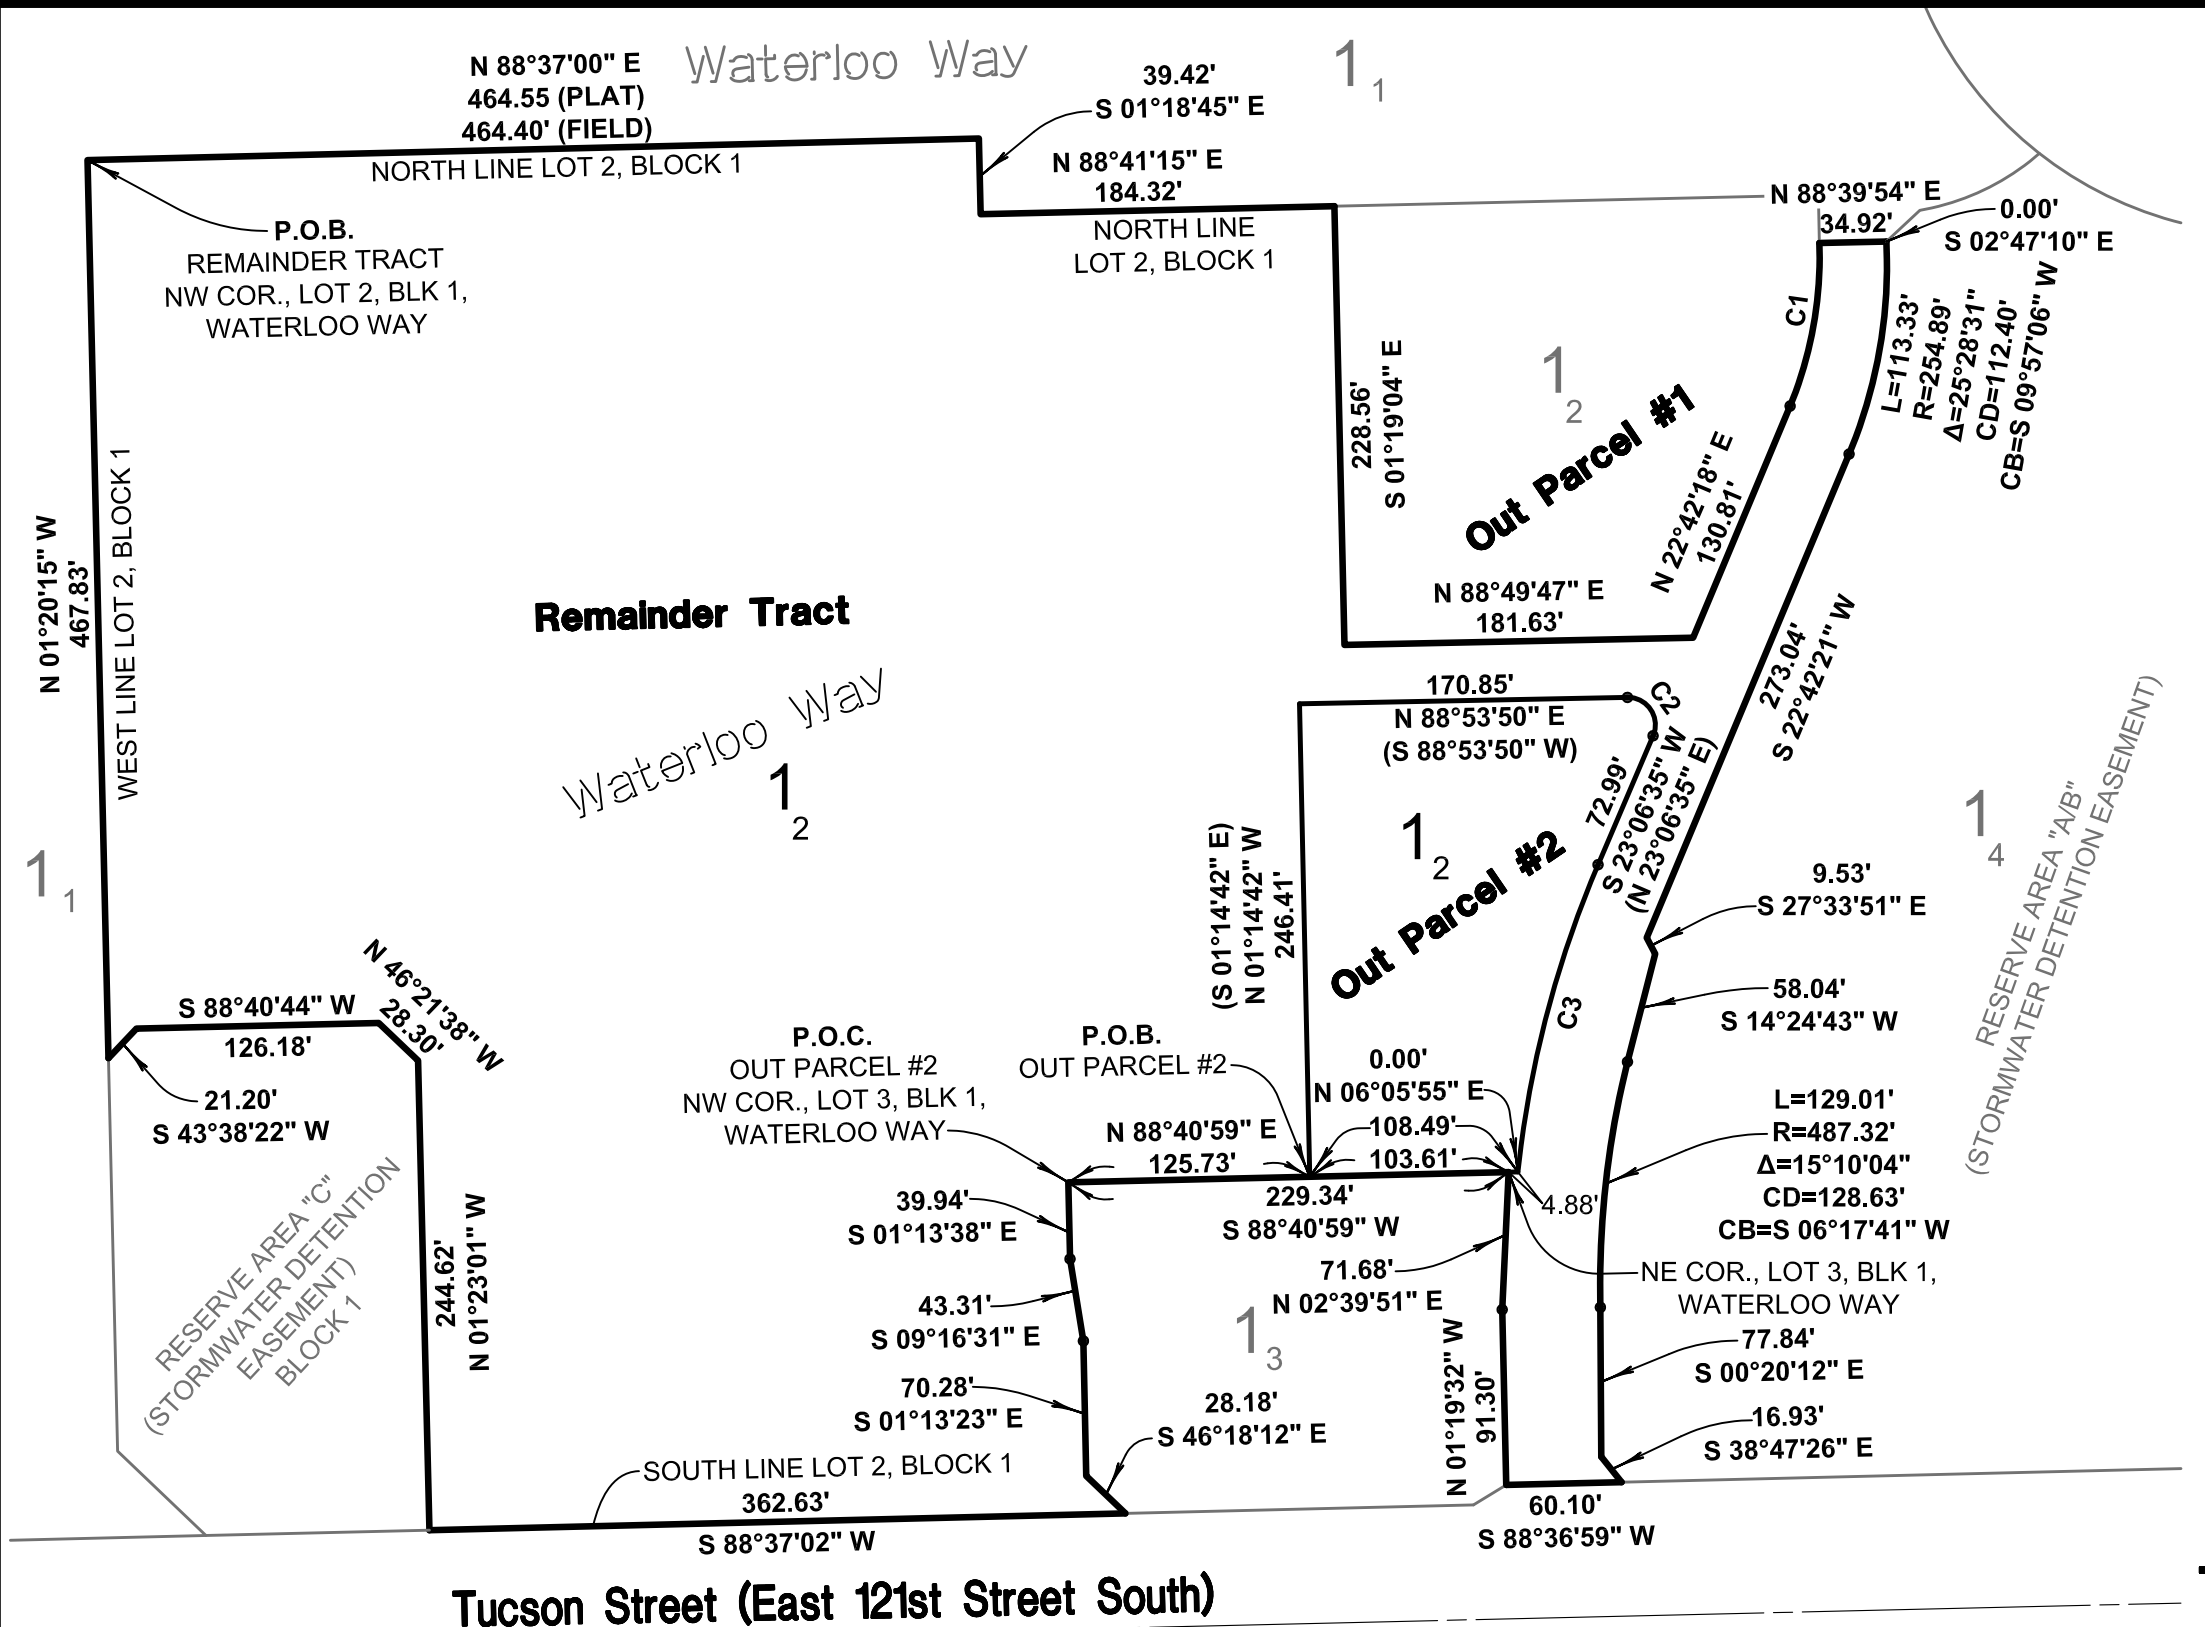 N 88°37'00" E
464.55 (PLAT)
464.40' (FIELD)
Waterloo Way
NORTH LINE LOT 2, BLOCK 1
39.42'
S 01°18'45" E
1
1
N 88°41'15" E
184.32'
NORTH LINE
LOT 2, BLOCK 1
N 88°39'54" E
34.92'
0.00'
S 02°47'10" E
P.O.B.
REMAINDER TRACT
NW COR., LOT 2, BLK 1,
WATERLOO WAY
C1
L=113.33'
R=254.89'
Δ=25°28'31"
CD=112.40'
CB=S 09°57'06" W
228.56'
S 01°19'04" E
1
2
Out Parcel #1
N 22°42'18" E
130.81'
N 88°49'47" E
181.63'
WEST LINE LOT 2, BLOCK 1
N 01°20'15" W
467.83'
Remainder Tract
Waterloo Way
1
2
1
1
170.85'
N 88°53'50" E
(S 88°53'50" W)
C2
72.99'
S 23°06'35" W
(N 23°06'35" E)
273.04'
S 22°42'21" W
1
2
Out Parcel #2
(S 01°14'42" E)
N 01°14'42" W
246.41'
C3
1
4
RESERVE AREA "A/B"
(STORMWATER DETENTION EASEMENT)
9.53'
S 27°33'51" E
58.04'
S 14°24'43" W
S 88°40'44" W
126.18'
N 46°21'38" W
28.30'
21.20'
S 43°38'22" W
P.O.C.
OUT PARCEL #2
NW COR., LOT 3, BLK 1,
WATERLOO WAY
P.O.B.
OUT PARCEL #2
0.00'
N 06°05'55" E
N 88°40'59" E
125.73'
108.49'
103.61'
229.34'
S 88°40'59" W
4.88'
L=129.01'
R=487.32'
Δ=15°10'04"
CD=128.63'
CB=S 06°17'41" W
NE COR., LOT 3, BLK 1,
WATERLOO WAY
RESERVE AREA "C"
(STORMWATER DETENTION
EASEMENT)
BLOCK 1
244.62'
N 01°23'01" W
39.94'
S 01°13'38" E
43.31'
S 09°16'31" E
70.28'
S 01°13'23" E
71.68'
N 02°39'51" E
1
3
N 01°19'32" W
91.30'
28.18'
S 46°18'12" E
77.84'
S 00°20'12" E
16.93'
S 38°47'26" E
SOUTH LINE LOT 2, BLOCK 1
362.63'
S 88°37'02" W
60.10'
S 88°36'59" W
Tucson Street (East 121st Street South)